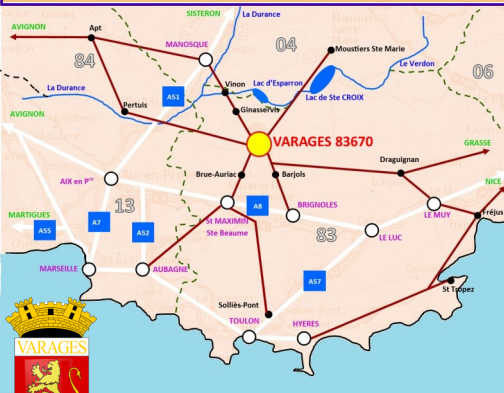 SISTERON
La Durance
AVIGNON
Apt
MANOSQUE
04
Moustiers Ste Marie
84
Le Verdon
06
Vinon
Lac d'Esparron
La Durance
A51
Lac de Ste CROIX
Pertuis
Ginasservis
AVIGNON
VARAGES 83670
GRASSE
Draguignan
Brue-Auriac
Barjols
AIX en Pce
NICE
13
A8
BRIGNOLES
LE MUY
Fréjus
MARTIGUES
St MAXIMIN
Ste Beaume
A55
A7
A52
83
LE LUC
MARSEILLE
AUBAGNE
A57
St Tropez
Solliès-Pont
TOULON
HYERES
VARAGES